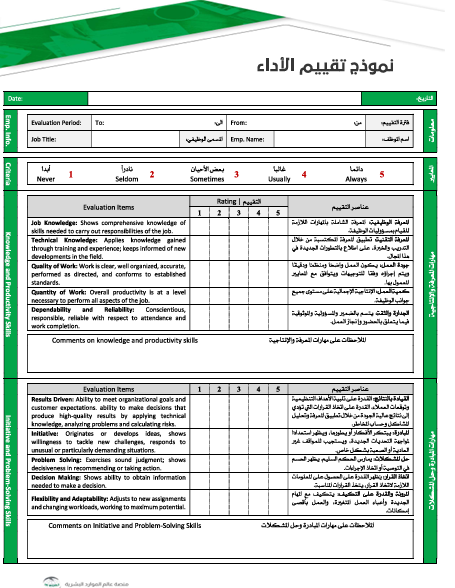 نموذج تقييم الأداء
Date: التاريخ:
Emp. Info. معلومات
Evaluation Period: To: الى: From: من: فترة التقييم:
Job Title: المسمى الوظيفي: Emp. Name: اسم الموظف:
Criteria المعايير
أبدا نادراً بعض الأحيان غالبا دائما
Never 1 Seldom 2 Sometimes 3 Usually 4 Always 5
Knowledge and Productivity Skills مهارات المعرفة والإنتاجية
Evaluation Items Rating | التقييم عناصر التقييم
1 2 3 4 5
Job Knowledge: Shows comprehensive knowledge of
skills needed to carry out responsibilities of the job.
المعرفة الوظيفية: المعرفة الشاملة بالمهارات اللازمة
للقيام بمسؤوليات الوظيفة.
Technical Knowledge: Applies knowledge gained
through training and experience; keeps informed of new
developments in the field.
المعرفة التقنية: تطبيق المعرفة المكتسبة من خلال
التدريب والخبرة، على اطلاع بالتطورات الجديدة في
هذا المجال.
Quality of Work: Work is clear, well organized, accurate,
performed as directed, and conforms to established
standards.
جودة العمل: يكون العمل واضحا ومنظما ودقيقا
ويتم إجراؤه وفقا للتوجيهات ويتوافق مع المعايير
المعمول بها.
Quantity of Work: Overall productivity is at a level
necessary to perform all aspects of the job.
كمية العمل: الإنتاجية الإجمالية على مستوى جميع
جوانب الوظيفة.
Dependability and Reliability: Conscientious,
responsible, reliable with respect to attendance and
work completion.
الجدارة والثقة: يتسم بالضمير والمسؤولية والموثوقية
فيما يتعلق بالحضور وإنجاز العمل.
Comments on knowledge and productivity skills الملاحظات على مهارات المعرفة والإنتاجية
Initiative and Problem-Solving Skills مهارات المبادرة وحل المشكلات
Evaluation Items 1 2 3 4 5 عناصر التقييم
Results Driven: Ability to meet organizational goals and
customer expectations. ability to make decisions that
produce high-quality results by applying technical
knowledge, analyzing problems and calculating risks.
القيادة بالنتائج: القدرة على تلبية الأهداف التنظيمية
وتوقعات العملاء. القدرة على اتخاذ القرارات التي تؤدي
إلى نتائج عالية الجودة من خلال تطبيق المعرفة وتحليل
المشاكل وحساب المخاطر.
Initiative: Originates or develops ideas, shows
willingness to tackle new challenges, responds to
unusual or particularly demanding situations.
المبادرة: يبتكر الأفكار أو يطورها، ويظهر استعدادا
لمواجهة التحديات الجديدة، ويستجيب للمواقف غير
العادية أو الصعبة بشكل خاص.
Problem Solving: Exercises sound judgment; shows
decisiveness in recommending or taking action.
حل المشكلات: يمارس الحكم السليم يظهر الحسم
في التوصية أو اتخاذ الإجراءات.
Decision Making: Shows ability to obtain information
needed to make a decision.
اتخاذ القرار: يظهر القدرة على الحصول على المعلومات
اللازمة لاتخاذ القرار، يتخذ القرارات المناسبة
Flexibility and Adaptability: Adjusts to new assignments
and changing workloads, working to maximum potential.
المرونة والقدرة على التكيف: يتكيف مع المهام
الجديدة وأعباء العمل المتغيرة، والعمل بأقصى
إمكانات.
Comments on Initiative and Problem-Solving Skills الملاحظات على مهارات المبادرة وحل المشكلات
منصة عالم الموارد البشرية